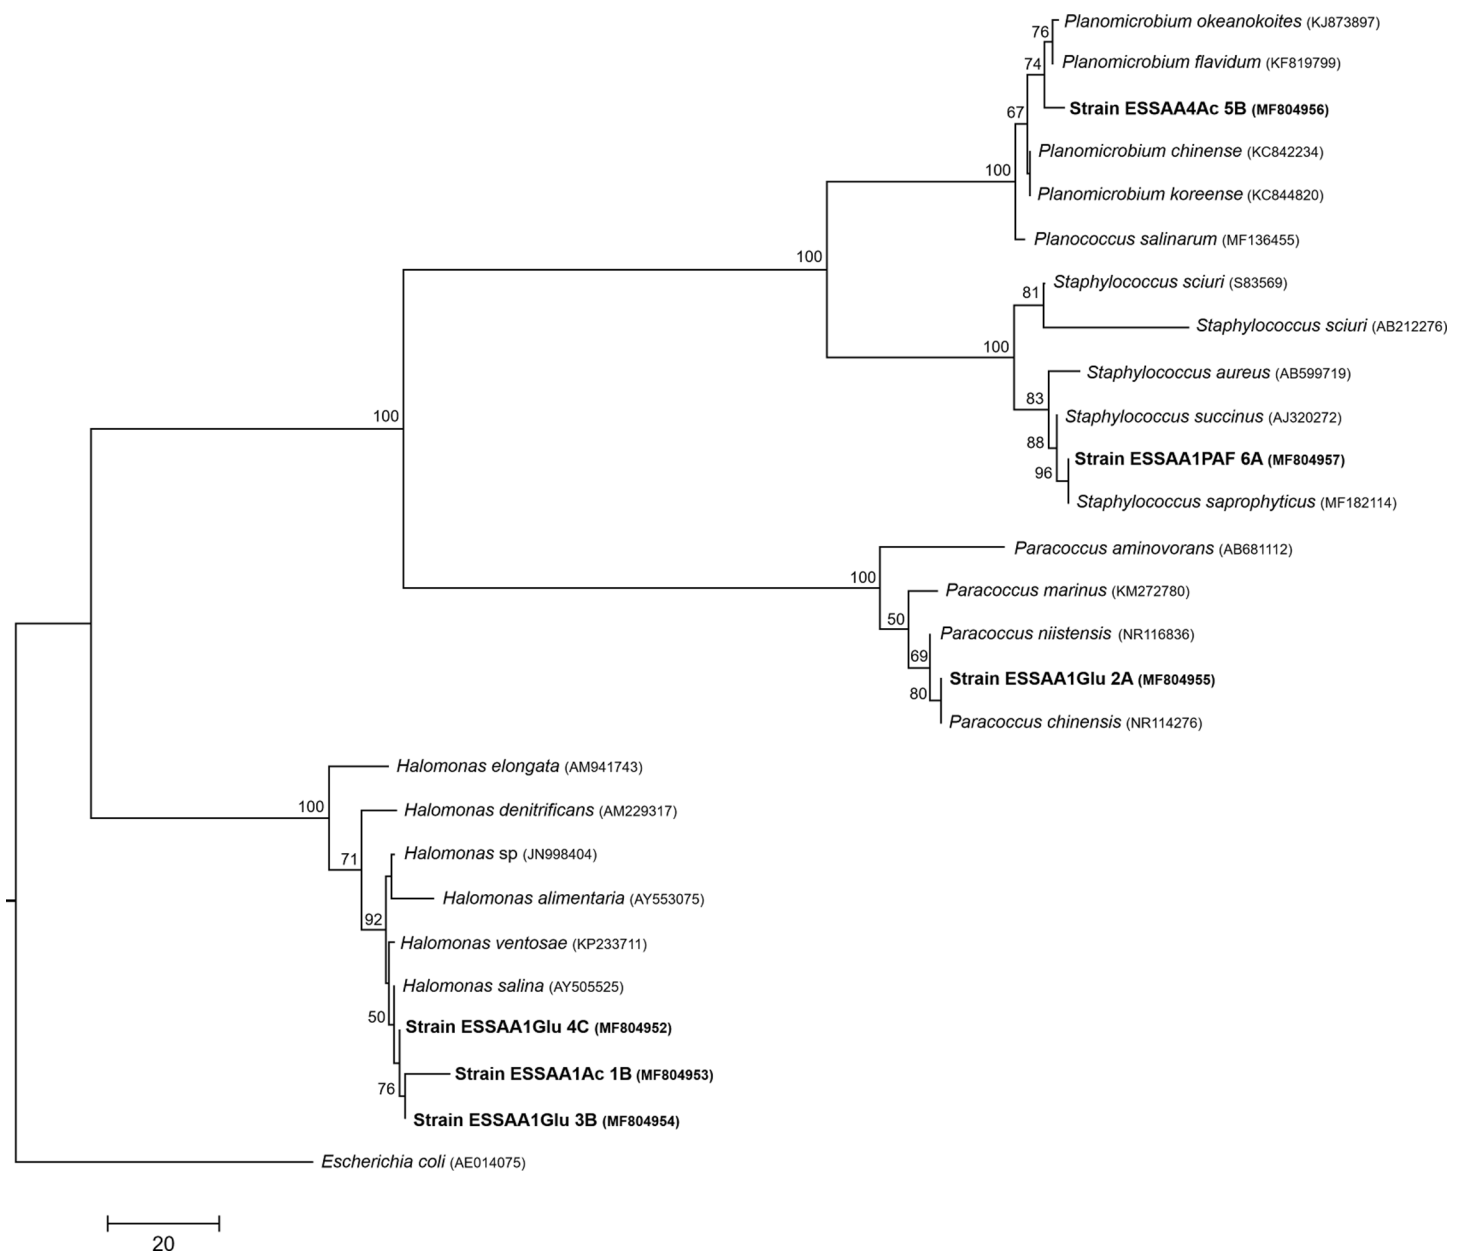 76
Planomicrobium okeanokoites (KJ873897)
74
Planomicrobium flavidum (KF819799)
67
Strain ESSAA4Ac 5B (MF804956)
Planomicrobium chinense (KC842234)
100
Planomicrobium koreense (KC844820)
Planococcus salinarum (MF136455)
100
Staphylococcus sciuri (S83569)
81
Staphylococcus sciuri (AB212276)
100
Staphylococcus aureus (AB599719)
83
Staphylococcus succinus (AJ320272)
100
88
Strain ESSAA1PAF 6A (MF804957)
96
Staphylococcus saprophyticus (MF182114)
Paracoccus aminovorans (AB681112)
100
Paracoccus marinus (KM272780)
50
Paracoccus niistensis (NR116836)
69
Strain ESSAA1Glu 2A (MF804955)
80
Paracoccus chinensis (NR114276)
Halomonas elongata (AM941743)
100
Halomonas denitrificans (AM229317)
71
Halomonas sp (JN998404)
Halomonas alimentaria (AY553075)
92
Halomonas ventosae (KP233711)
Halomonas salina (AY505525)
50
Strain ESSAA1Glu 4C (MF804952)
Strain ESSAA1Ac 1B (MF804953)
76
Strain ESSAA1Glu 3B (MF804954)
Escherichia coli (AE014075)
20